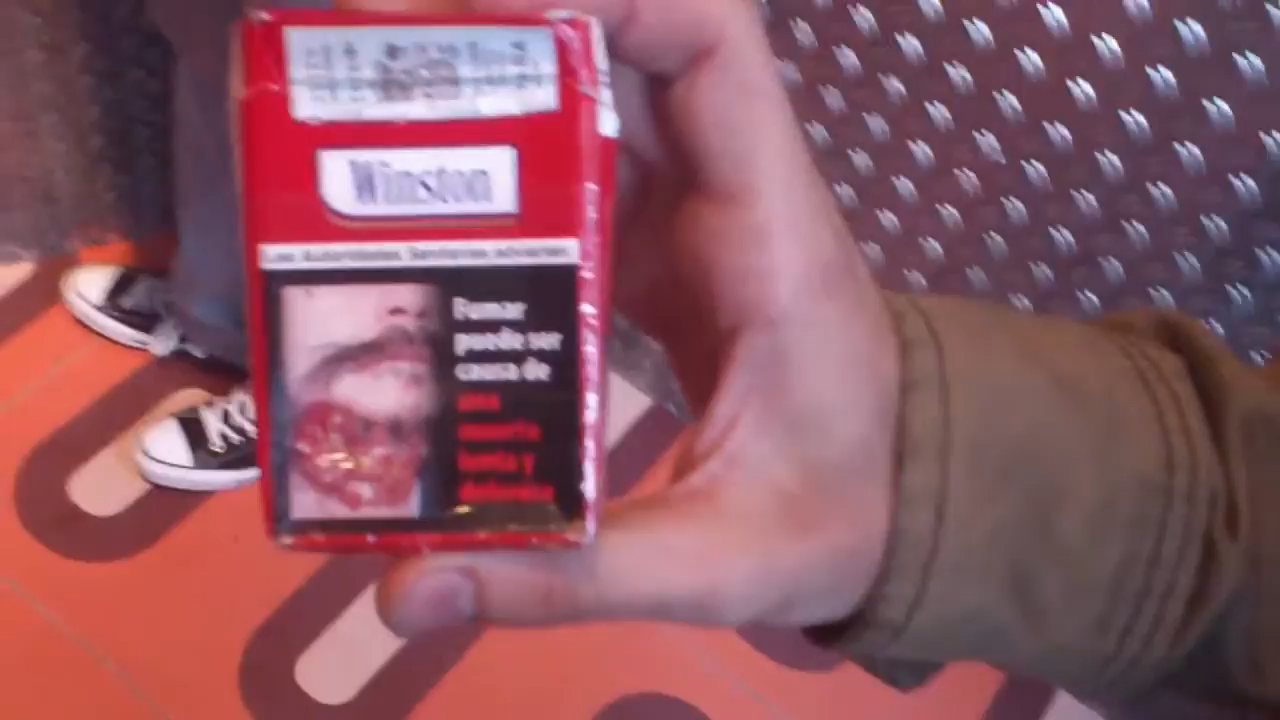 Winston
Las Autoridades Sanitarias advierten
Fumar
puede ser
causa de
una
muerte
lenta y
dolorosa